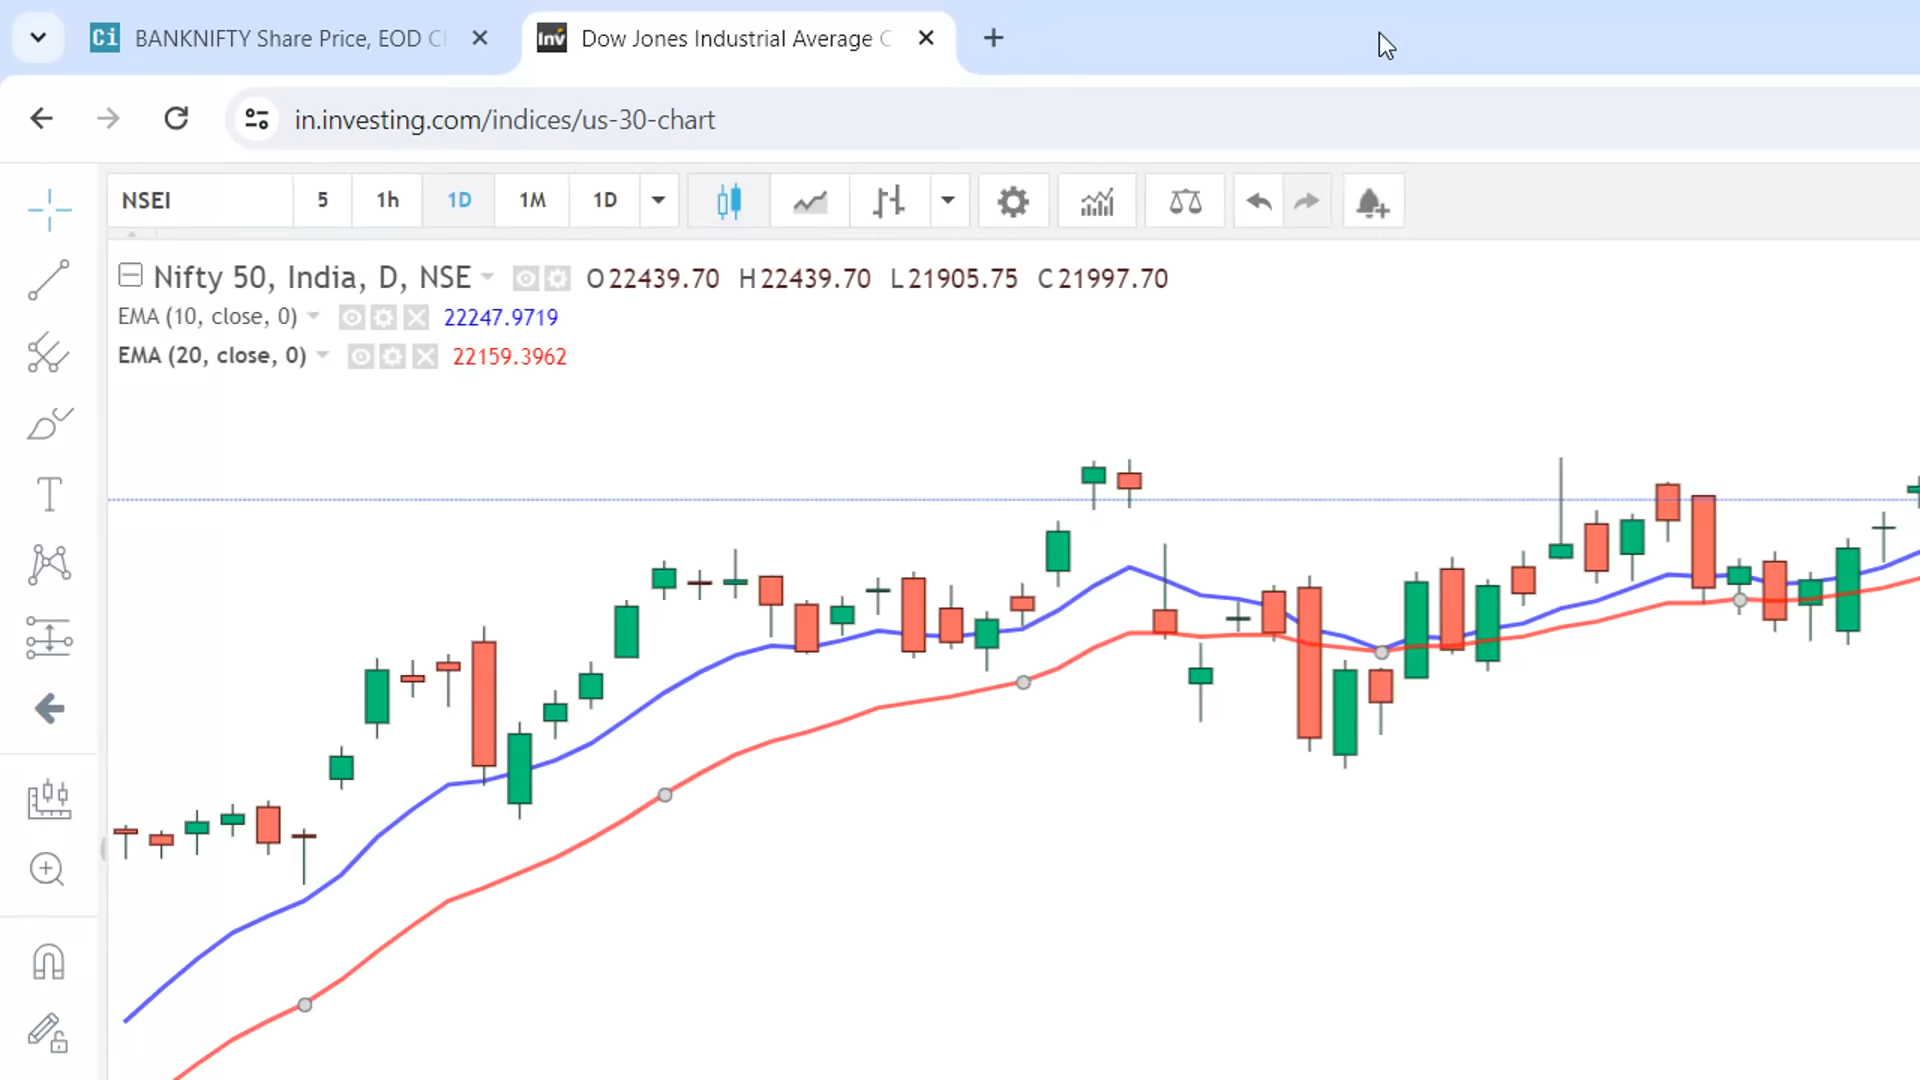 Ci BANKNIFTY Share Price, EOD
Inv Dow Jones Industrial Average
in.investing.com/indices/us-30-chart
NSEI 5 1h 1D 1M 1D
Nifty 50, India, D, NSE O22439.70 H22439.70 L21905.75 C21997.70
EMA (10, close, 0) 22247.9719
EMA (20, close, 0) 22159.3962
T